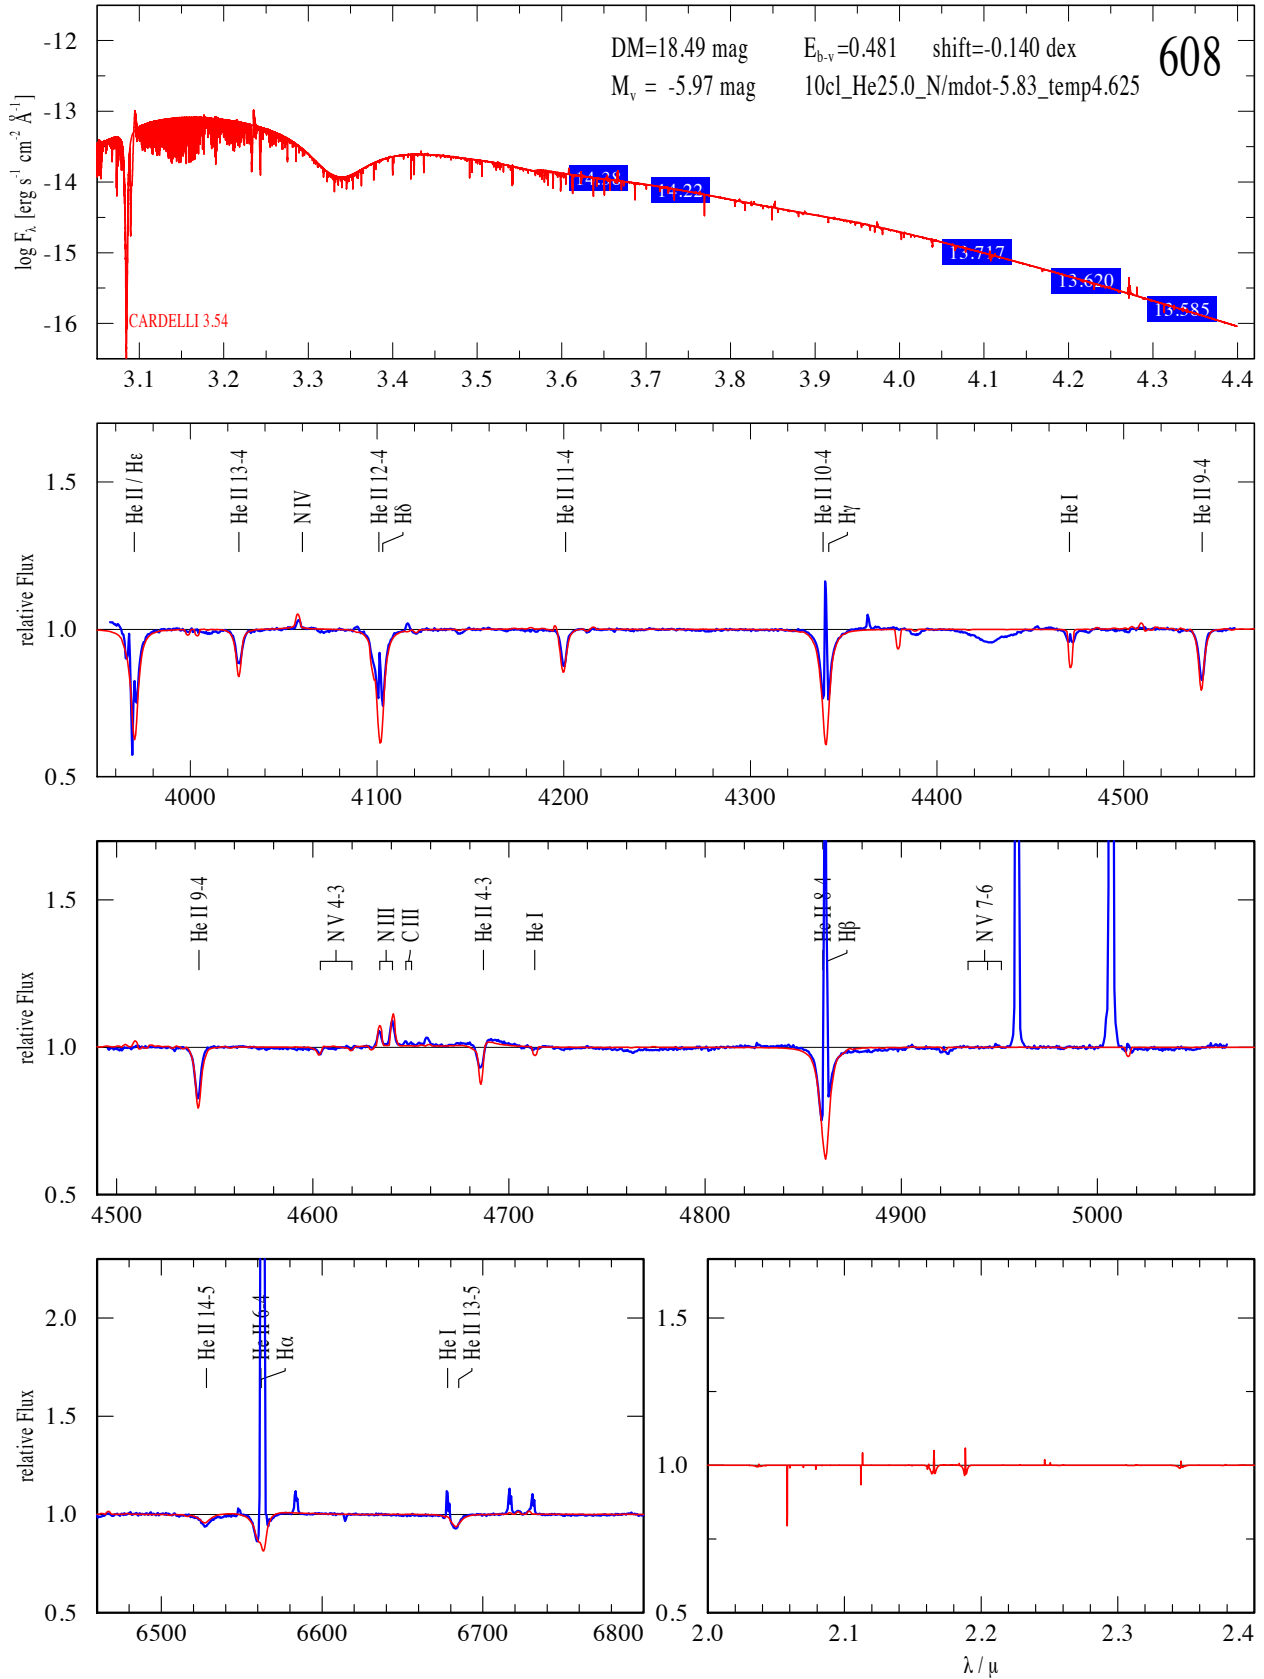 DM=18.49 mag E_b-v=0.481 shift=-0.140 dex 608
M_v = -5.97 mag 10cl_He25.0_N/mdot-5.83_temp4.625
log F_λ [erg s^-1 cm^-2 Å^-1]
-12
-13
-14
-15
-16
14.28
14.22
13.717
13.620
13.585
CARDELLI 3.54
3.1 3.2 3.3 3.4 3.5 3.6 3.7 3.8 3.9 4.0 4.1 4.2 4.3 4.4
relative Flux
1.5
1.0
0.5
He II / Hε
He II 13-4
N IV
He II 12-4
Hδ
He II 11-4
He II 10-4
Hγ
He I
He II 9-4
4000 4100 4200 4300 4400 4500
relative Flux
1.5
1.0
0.5
He II 9-4
N V 4-3
N III
C III
He II 4-3
He I
He II 8-4
Hβ
N V 7-6
4500 4600 4700 4800 4900 5000
relative Flux
2.0
1.5
1.0
0.5
He II 14-5
He II 6-4
Hα
He I
He II 13-5
6500 6600 6700 6800
1.5
1.0
0.5
2.0 2.1 2.2 2.3 2.4
λ / μ